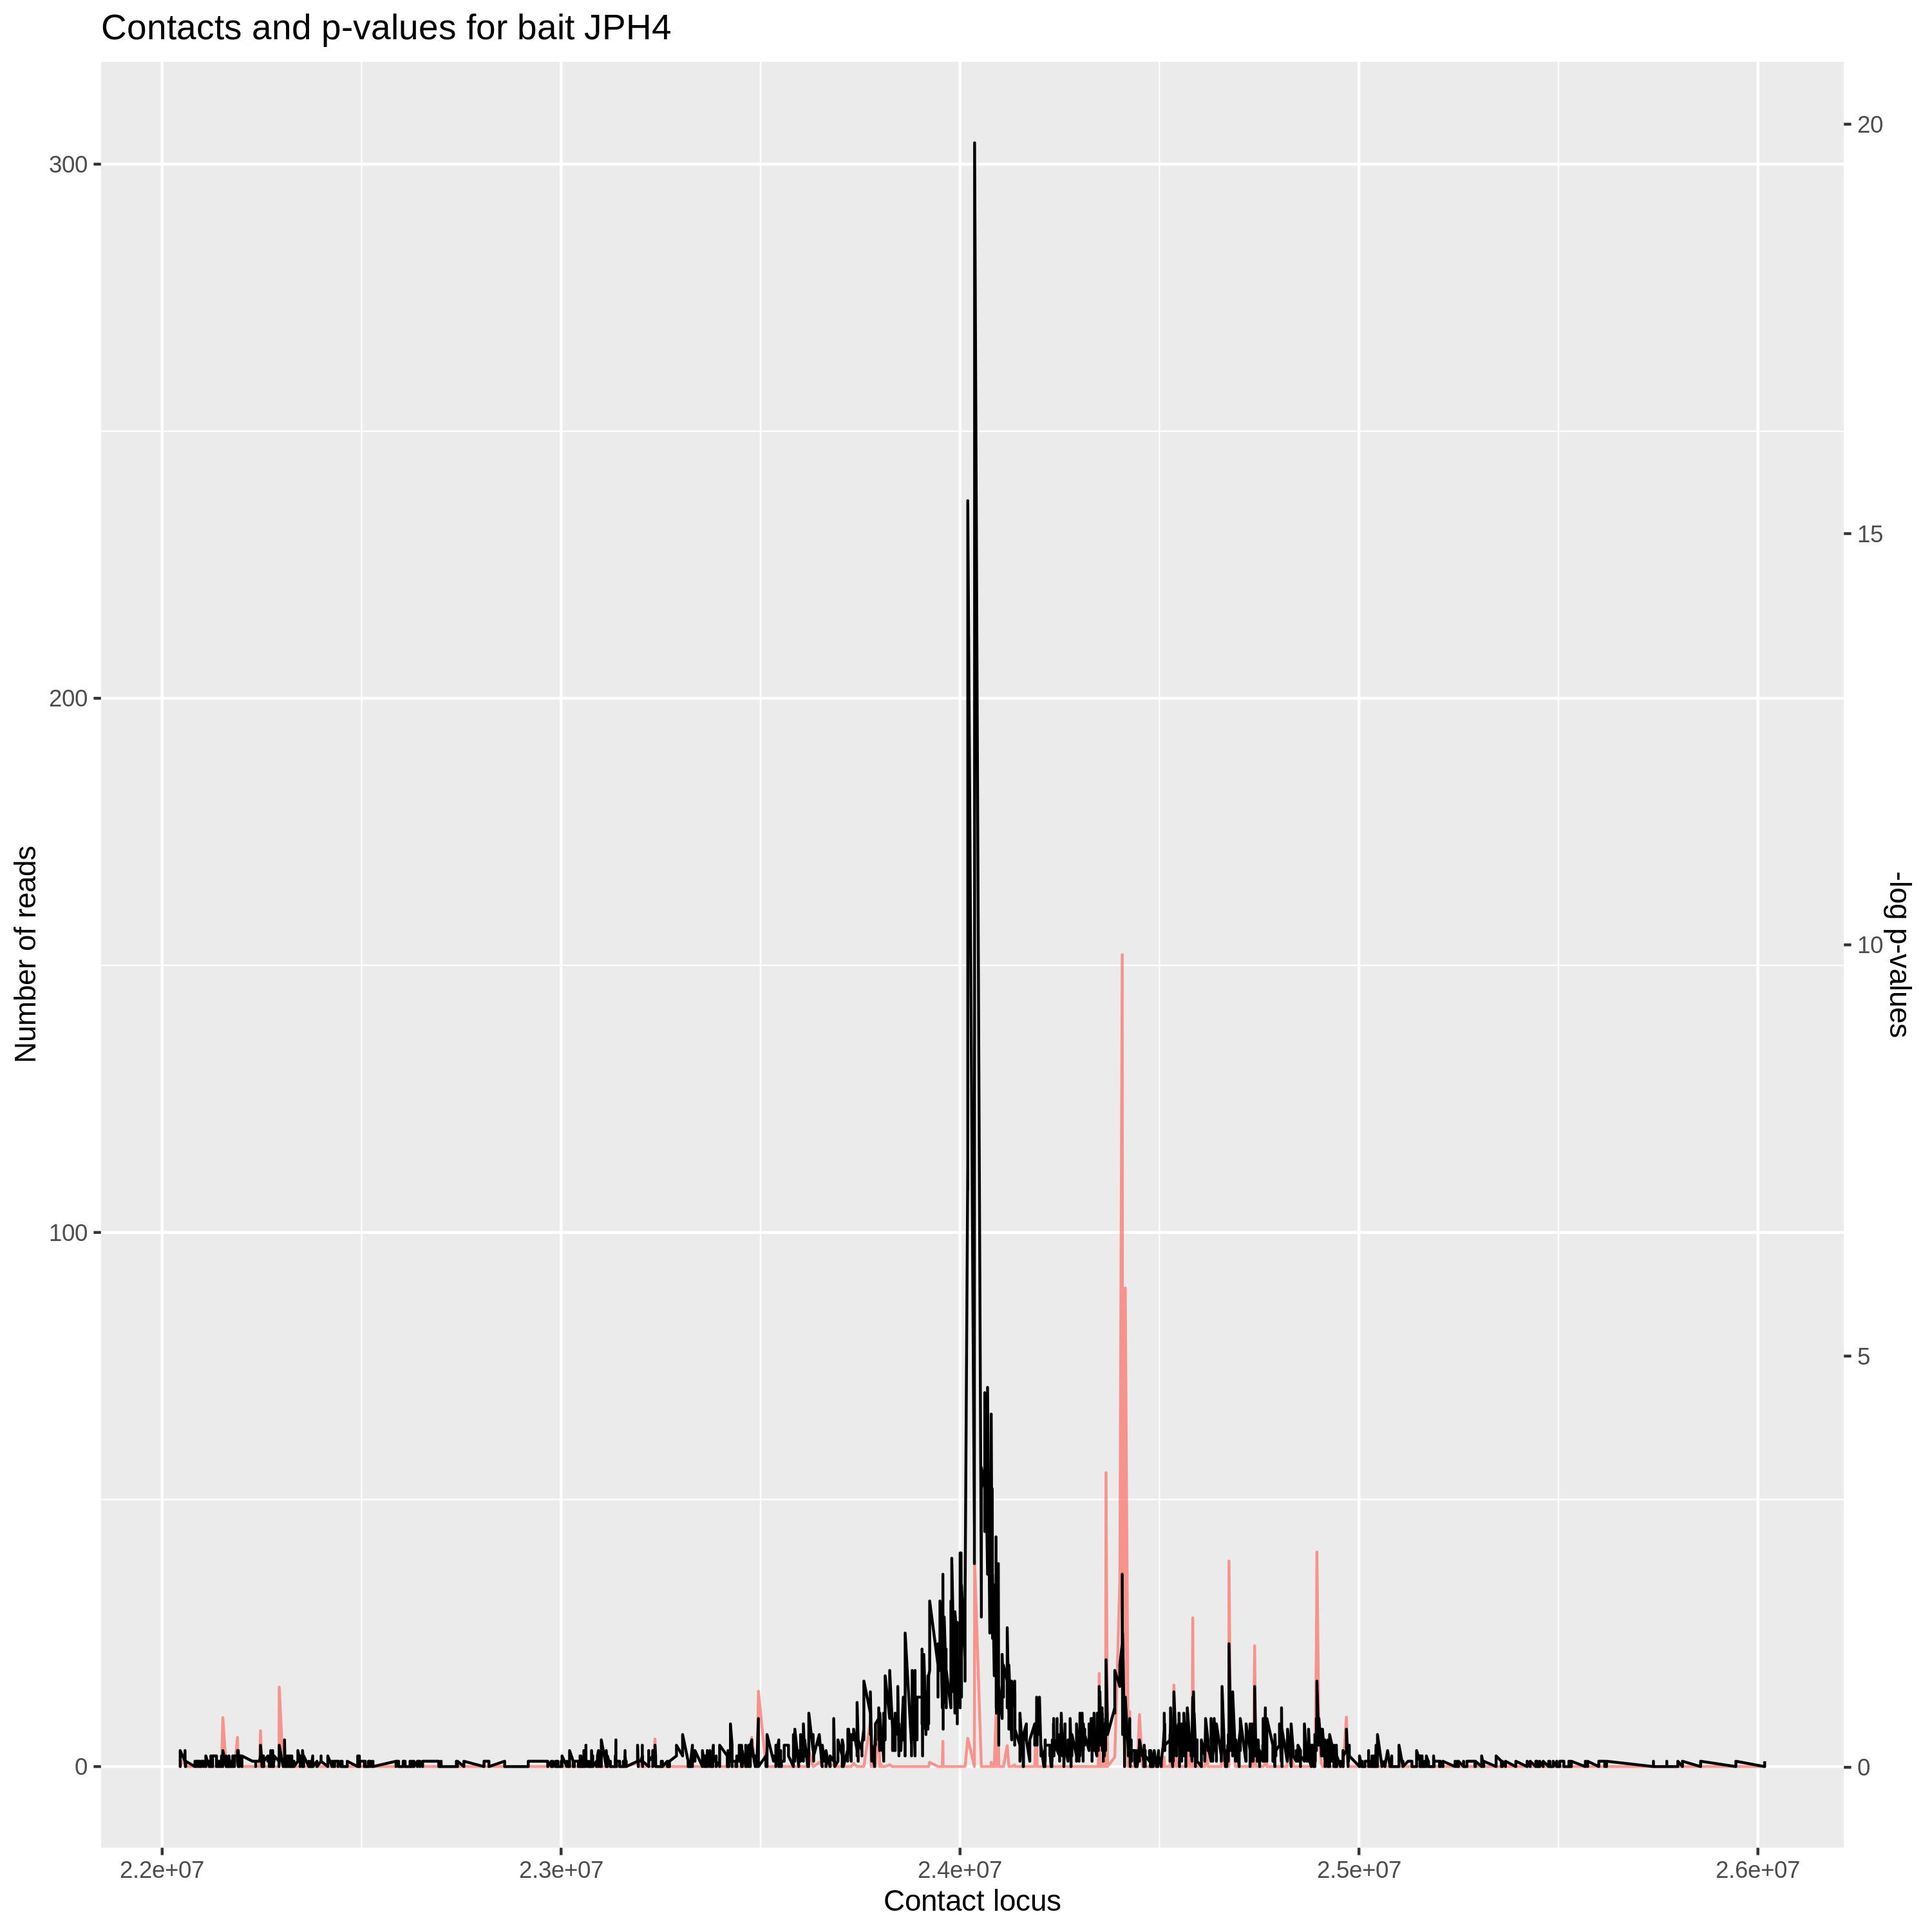 Contacts and p-values for bait JPH4
300
200
100
0
Number of reads
20
15
10
5
0
-log p-values
2.2e+07
2.3e+07
2.4e+07
2.5e+07
2.6e+07
Contact locus